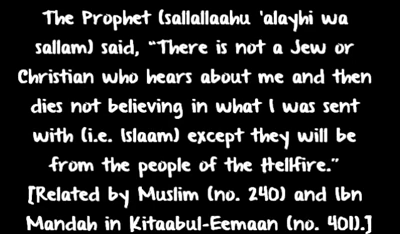 The Prophet (sallallaahu 'alayhi wa
sallam) said, "There is not a Jew or
Christian who hears about me and then
dies not believing in what I was sent
with (i.e. Islaam) except they will be
from the people of the Hellfire."
[Related by Muslim (no. 240) and Ibn
Mandah in Kitaabul-Eemaan (no. 401).]